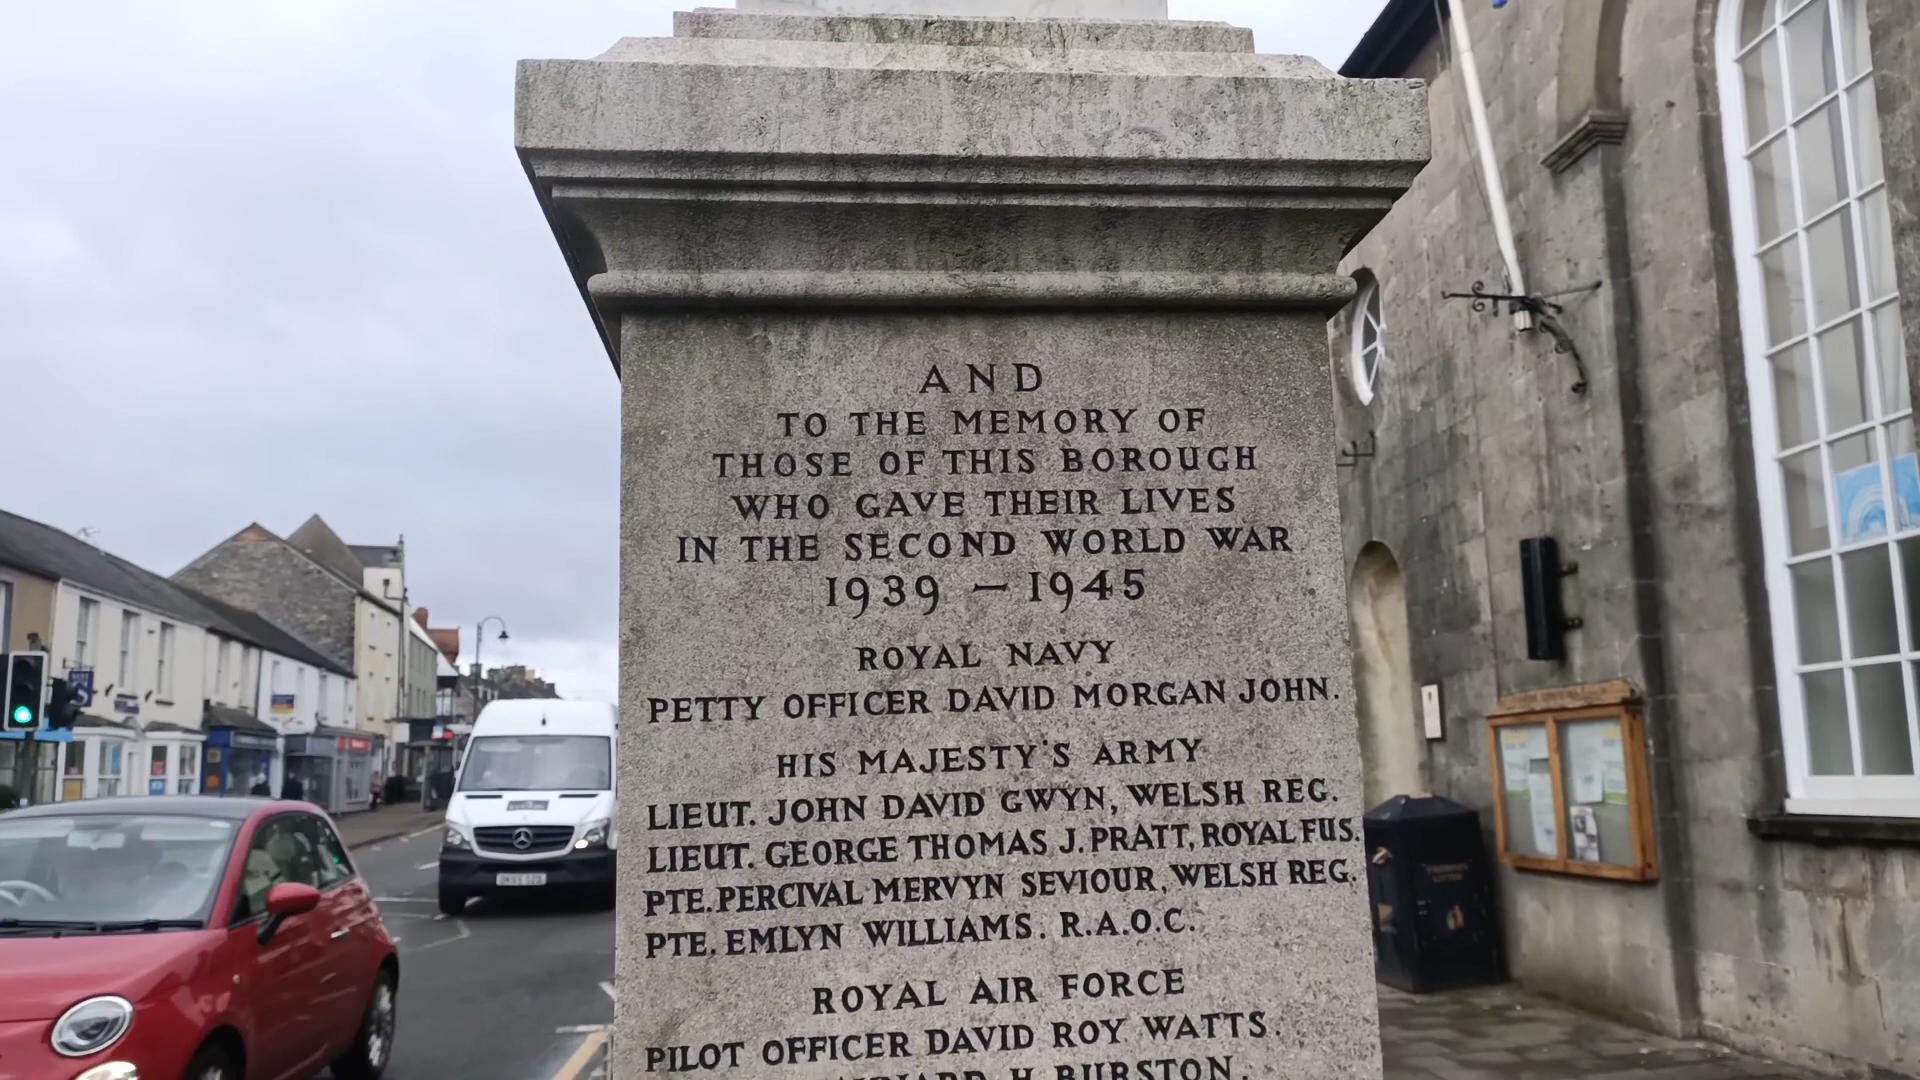 AND
TO THE MEMORY OF
THOSE OF THIS BOROUGH
WHO GAVE THEIR LIVES
IN THE SECOND WORLD WAR
1939 – 1945
ROYAL NAVY
PETTY OFFICER DAVID MORGAN JOHN.
HIS MAJESTY'S ARMY
LIEUT. JOHN DAVID GWYN, WELSH REG.
LIEUT. GEORGE THOMAS J. PRATT, ROYAL FUS.
PTE. PERCIVAL MERVYN SEVIOUR, WELSH REG.
PTE. EMLYN WILLIAMS. R.A.O.C.
ROYAL AIR FORCE
PILOT OFFICER DAVID ROY WATTS.
H. BURSTON.